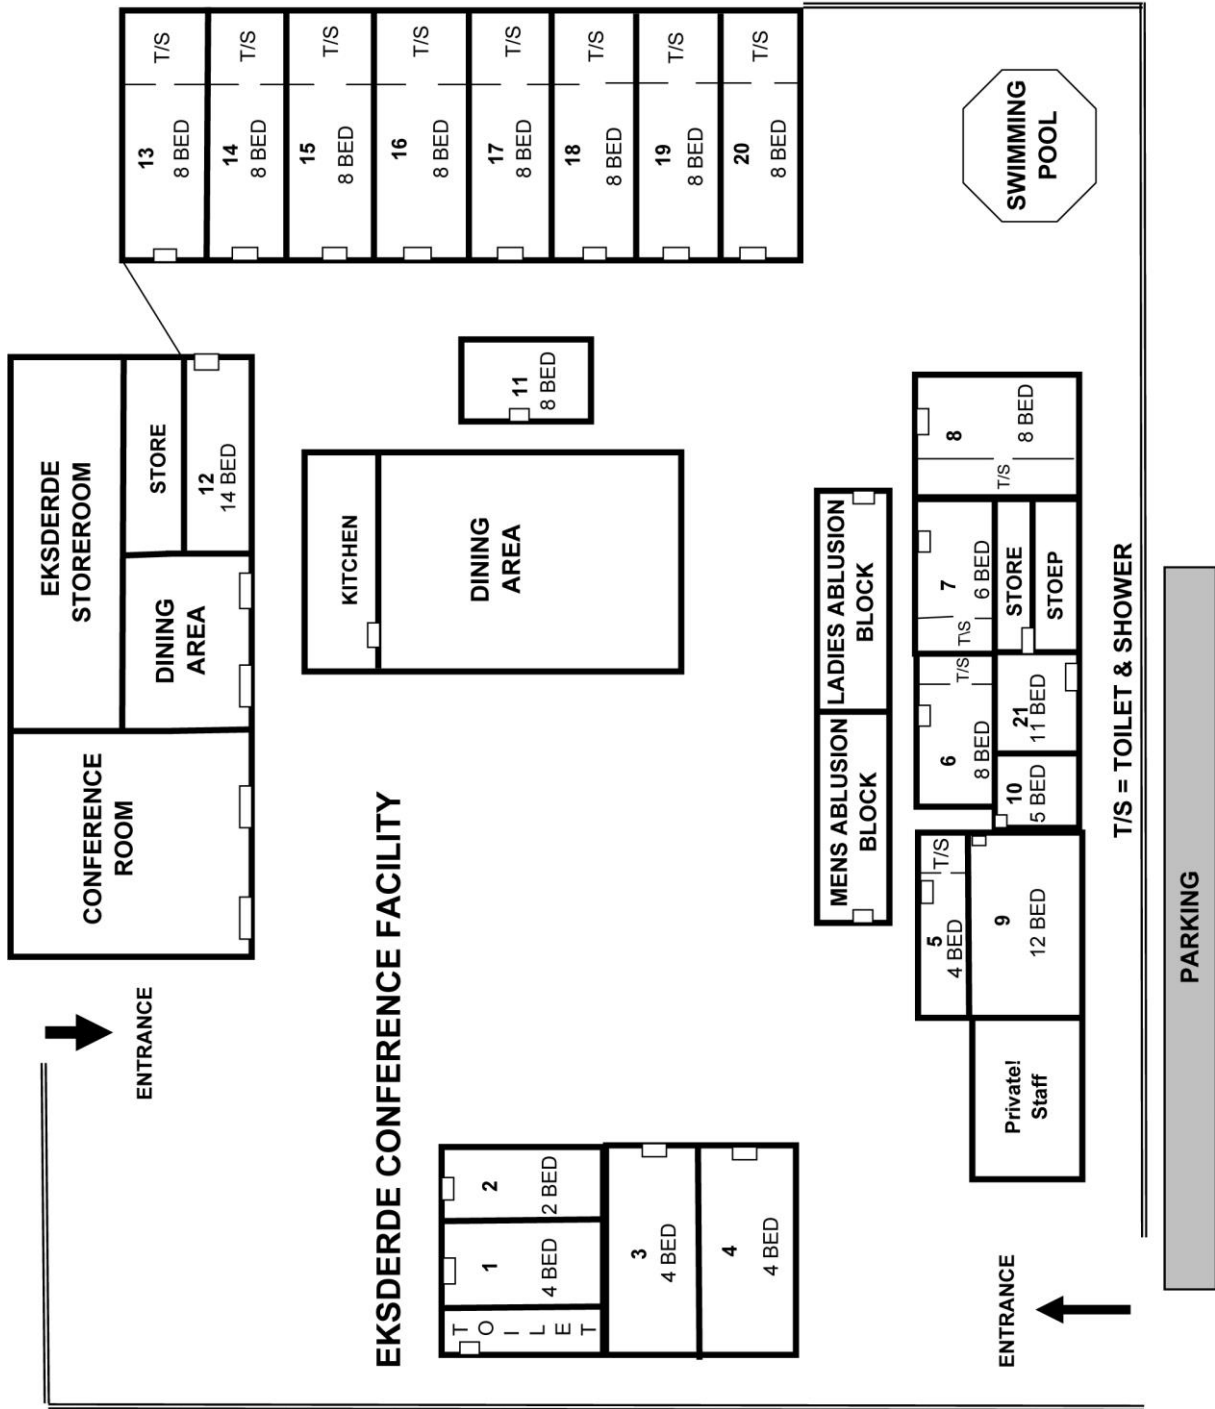 EKSDERDE CONFERENCE FACILITY
ENTRANCE
CONFERENCE
ROOM
DINING
AREA
EKSDERDE
STOREROOM
STORE
12
14 BED
13
8 BED
T/S
14
8 BED
T/S
15
8 BED
T/S
16
8 BED
T/S
17
8 BED
T/S
18
8 BED
T/S
19
8 BED
T/S
20
8 BED
T/S
KITCHEN
DINING
AREA
11
8 BED
TOILET
1
4 BED
2
2 BED
3
4 BED
4
4 BED
MENS ABLUSION
BLOCK
LADIES ABLUSION
BLOCK
5
4 BED
T/S
6
8 BED
T/S
7
6 BED
T\S
8
8 BED
T/S
Private!
Staff
9
12 BED
10
5 BED
21
11 BED
STORE
STOEP
SWIMMING
POOL
ENTRANCE
T/S = TOILET & SHOWER
PARKING